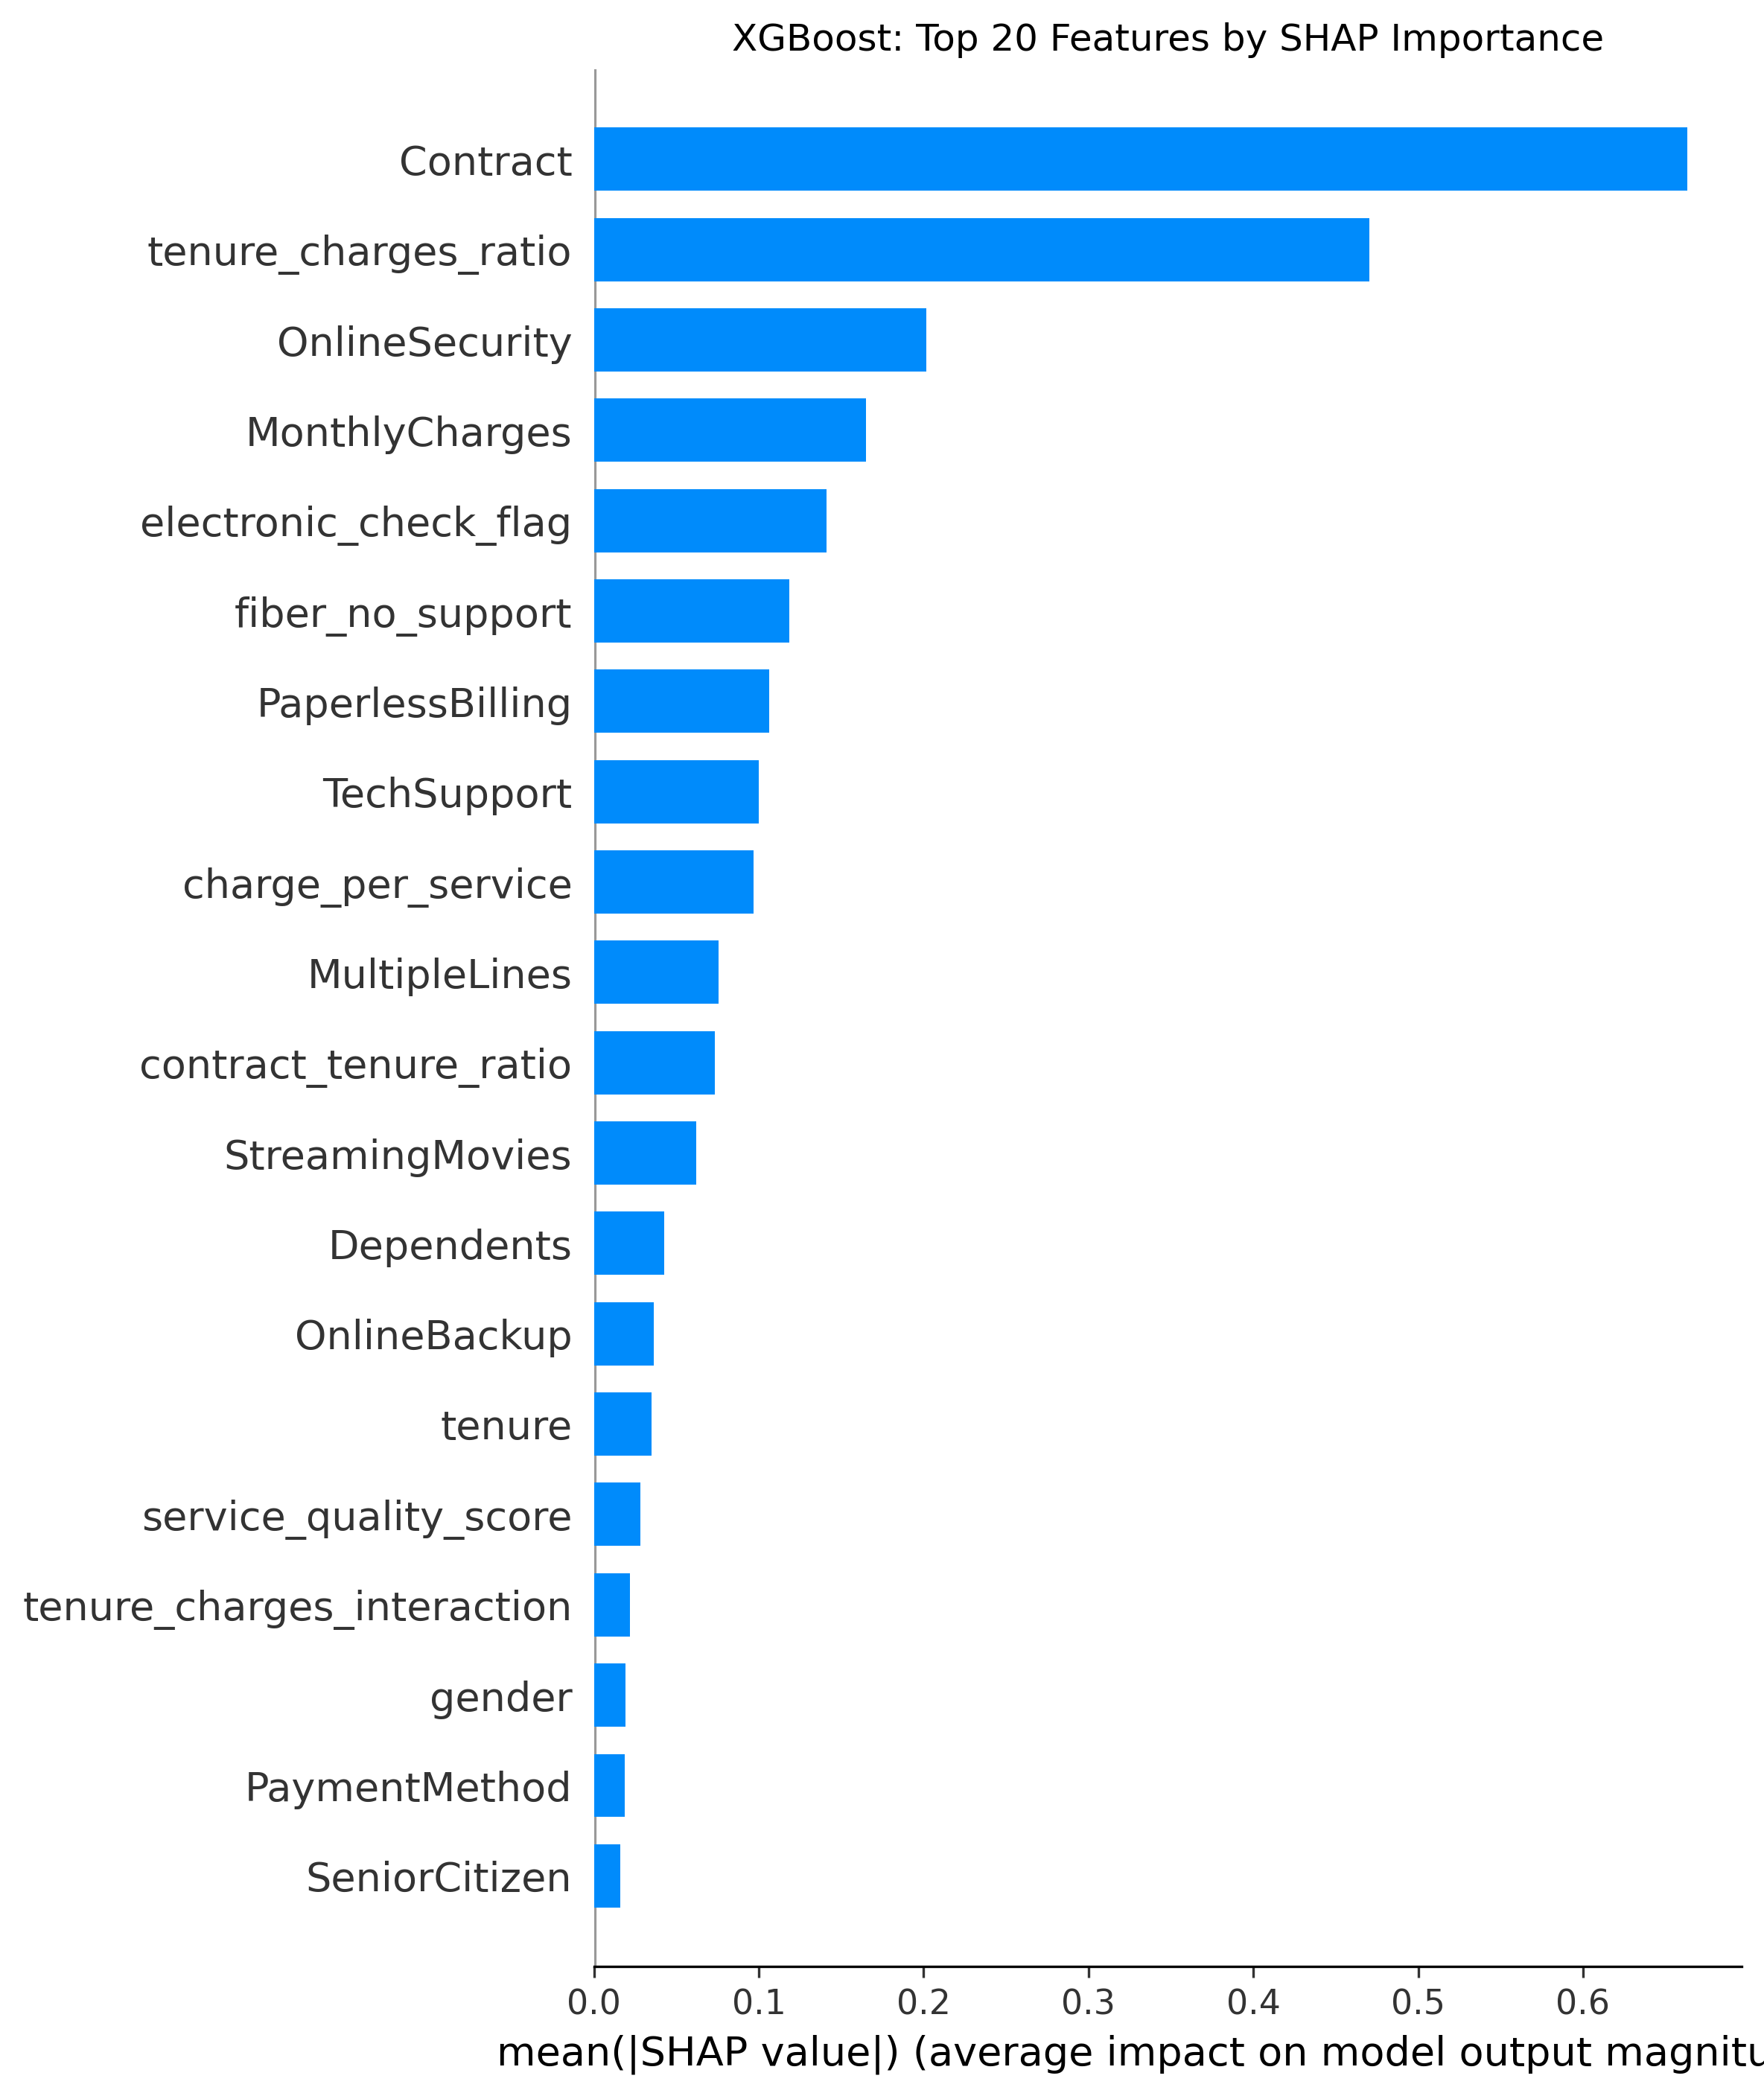 XGBoost: Top 20 Features by SHAP Importance
Contract
tenure_charges_ratio
OnlineSecurity
MonthlyCharges
electronic_check_flag
fiber_no_support
PaperlessBilling
TechSupport
charge_per_service
MultipleLines
contract_tenure_ratio
StreamingMovies
Dependents
OnlineBackup
tenure
service_quality_score
tenure_charges_interaction
gender
PaymentMethod
SeniorCitizen
0.0 0.1 0.2 0.3 0.4 0.5 0.6
mean(|SHAP value|) (average impact on model output magnitu